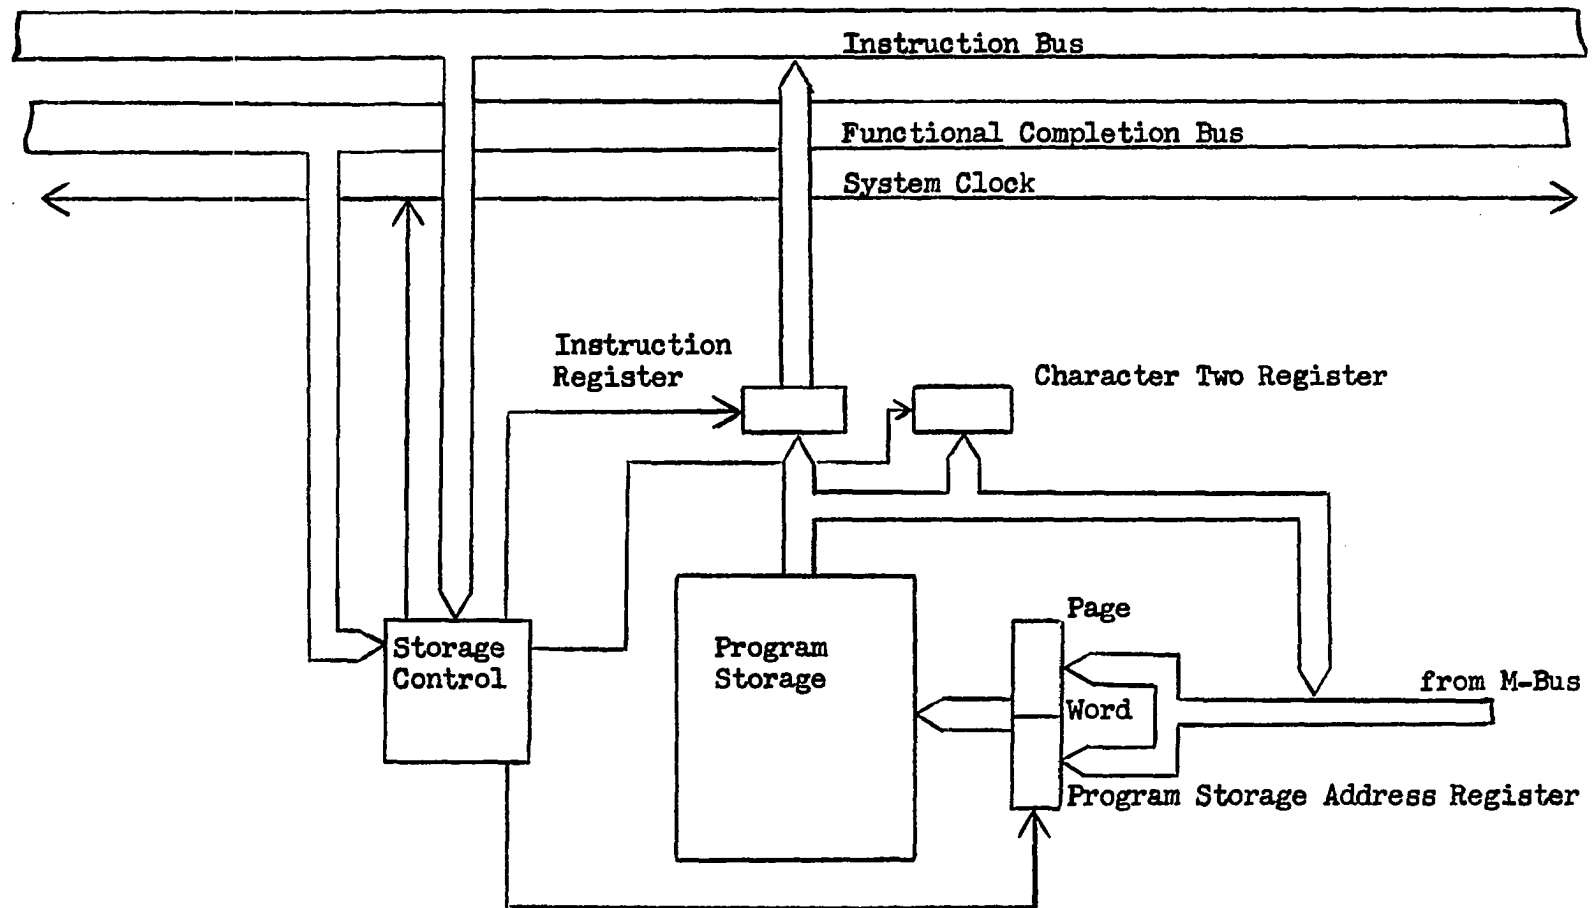 Instruction Bus
Functional Completion Bus
System Clock
Instruction
Register
Character Two Register
Storage
Control
Program
Storage
Page
Word
from M-Bus
Program Storage Address Register